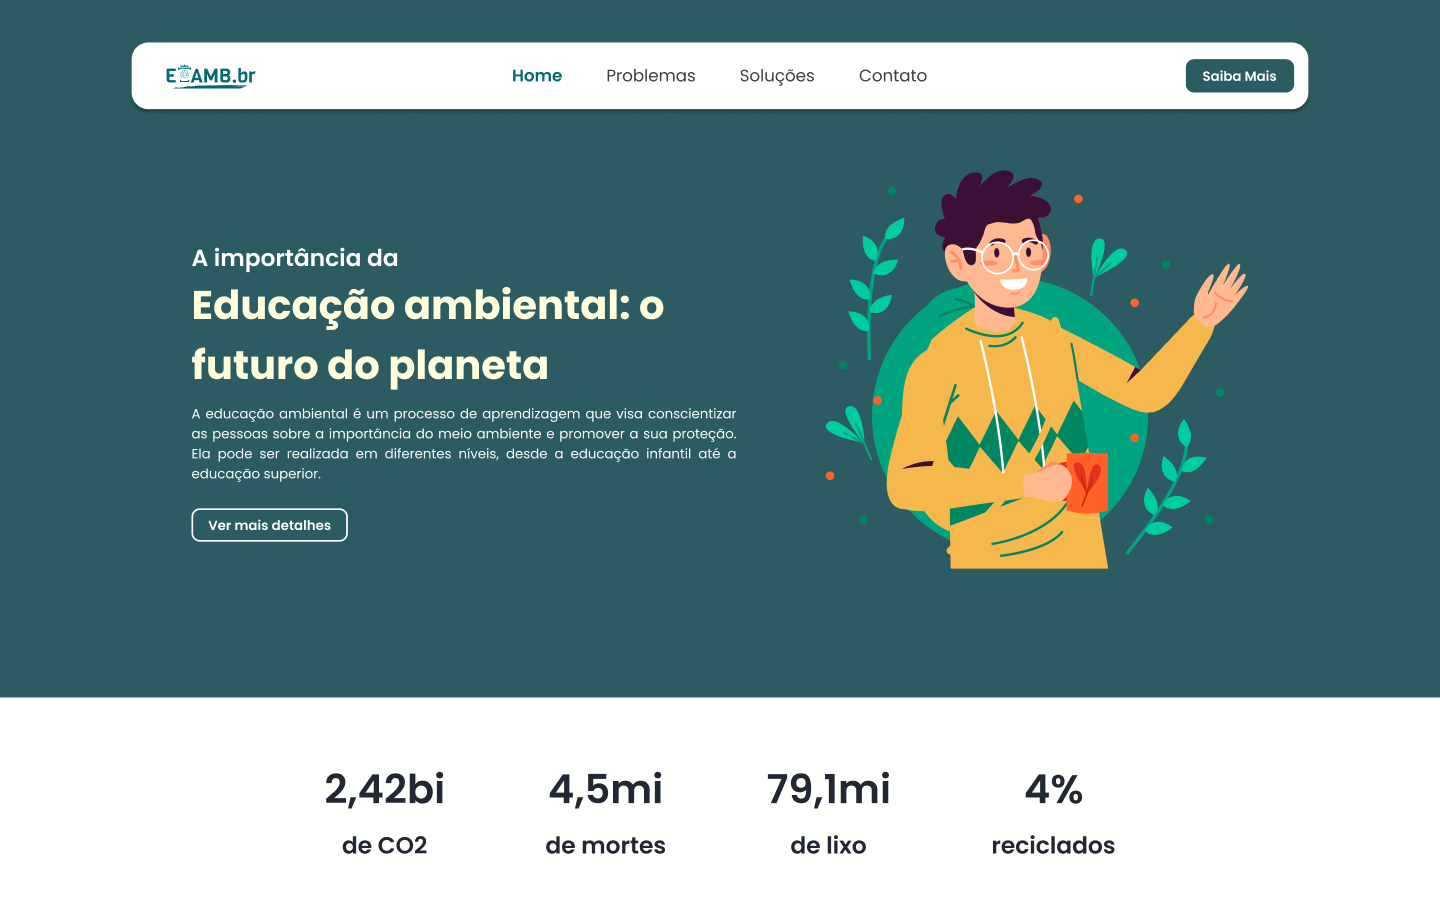 E AMB.br
Home
Problemas
Soluções
Contato
Saiba Mais
A importância da
Educação ambiental: o
futuro do planeta
A educação ambiental é um processo de aprendizagem que visa conscientizar
as pessoas sobre a importância do meio ambiente e promover a sua proteção.
Ela pode ser realizada em diferentes níveis, desde a educação infantil até a
educação superior.
Ver mais detalhes
2,42bi
de CO2
4,5mi
de mortes
79,1mi
de lixo
4%
reciclados